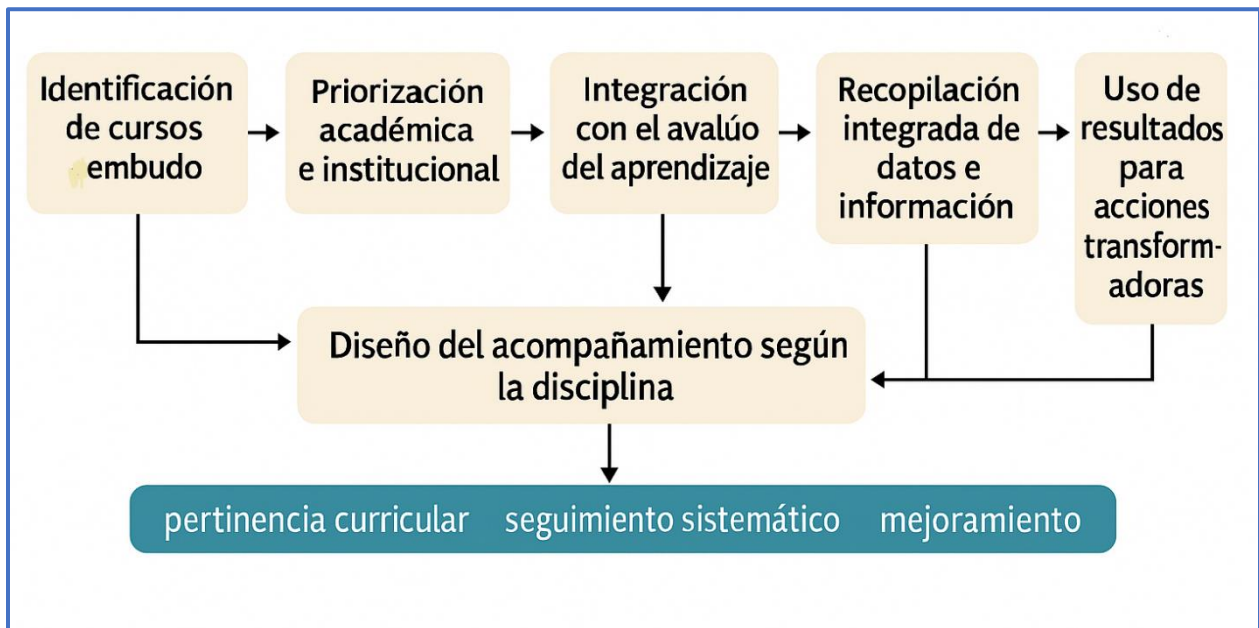 Identificación
de cursos
embudo
Priorización
académica
e institucional
Integración
con el avalúo
del aprendizaje
Recopilación
integrada de
datos e
información
Uso de
resultados
para
acciones
transform-
adoras
Diseño del acompañamiento según
la disciplina
pertinencia curricular seguimiento sistemático mejoramiento